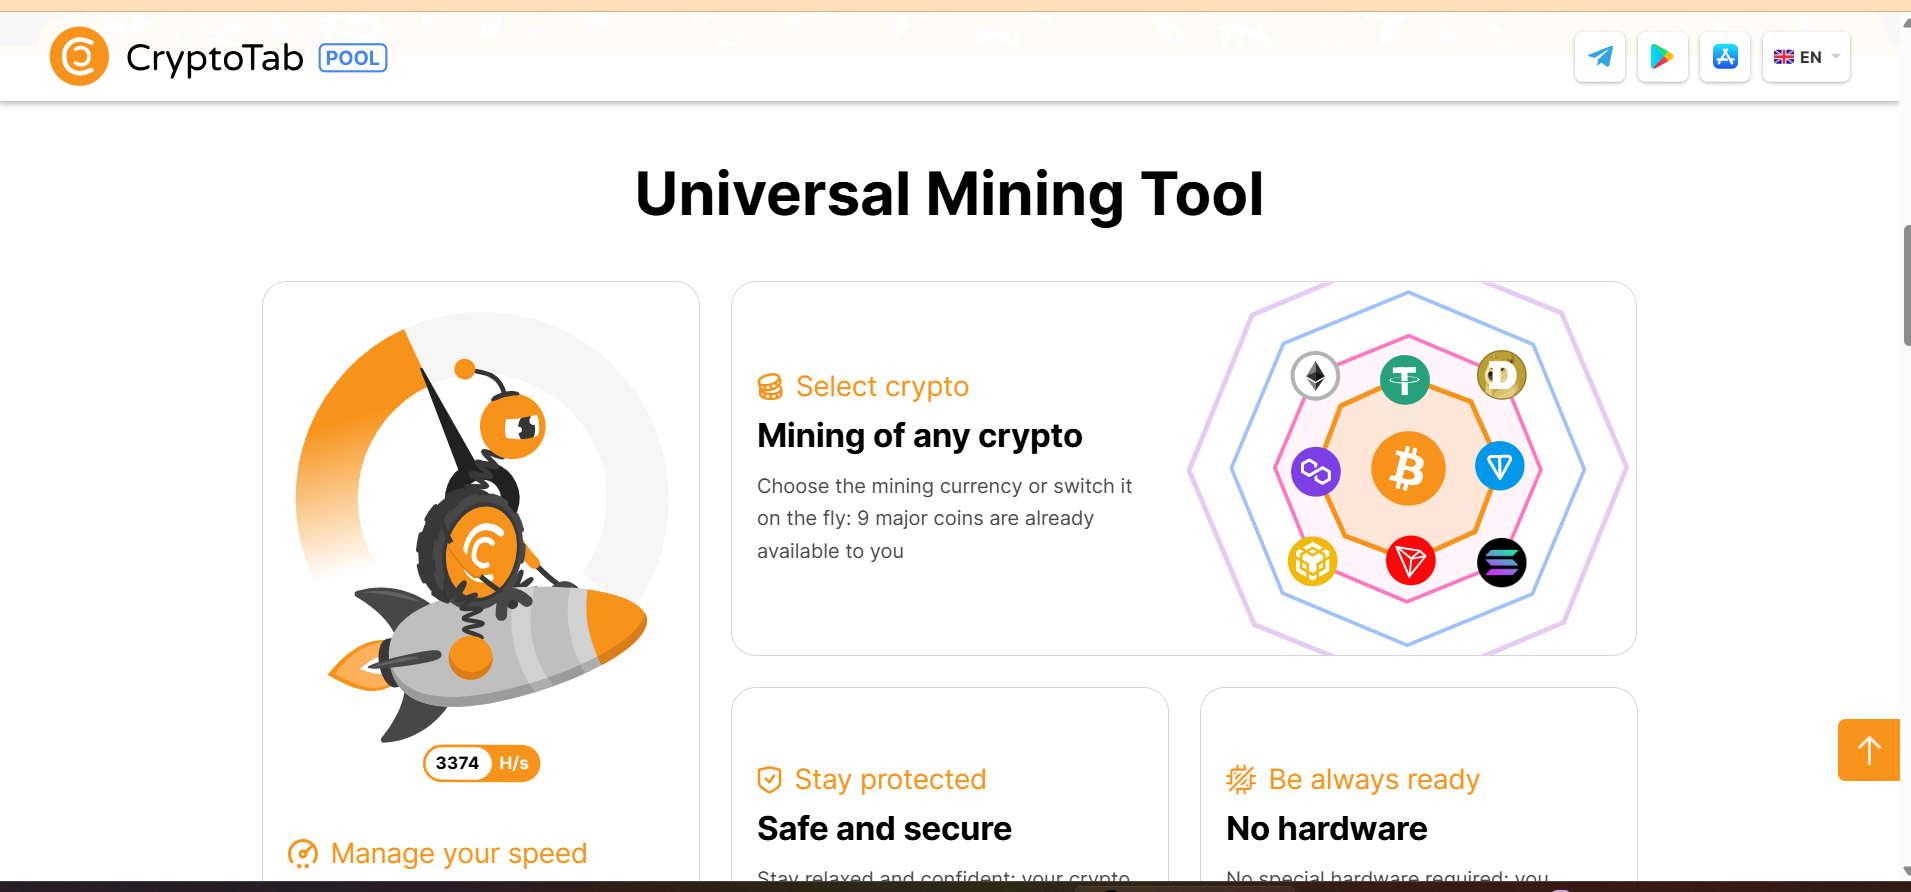 CryptoTab POOL
EN
Universal Mining Tool
Select crypto
Mining of any crypto
Choose the mining currency or switch it
on the fly: 9 major coins are already
available to you
3374 H/s
Manage your speed
Stay protected
Safe and secure
Stay relaxed and confident: your crypto
Be always ready
No hardware
No special hardware required: you